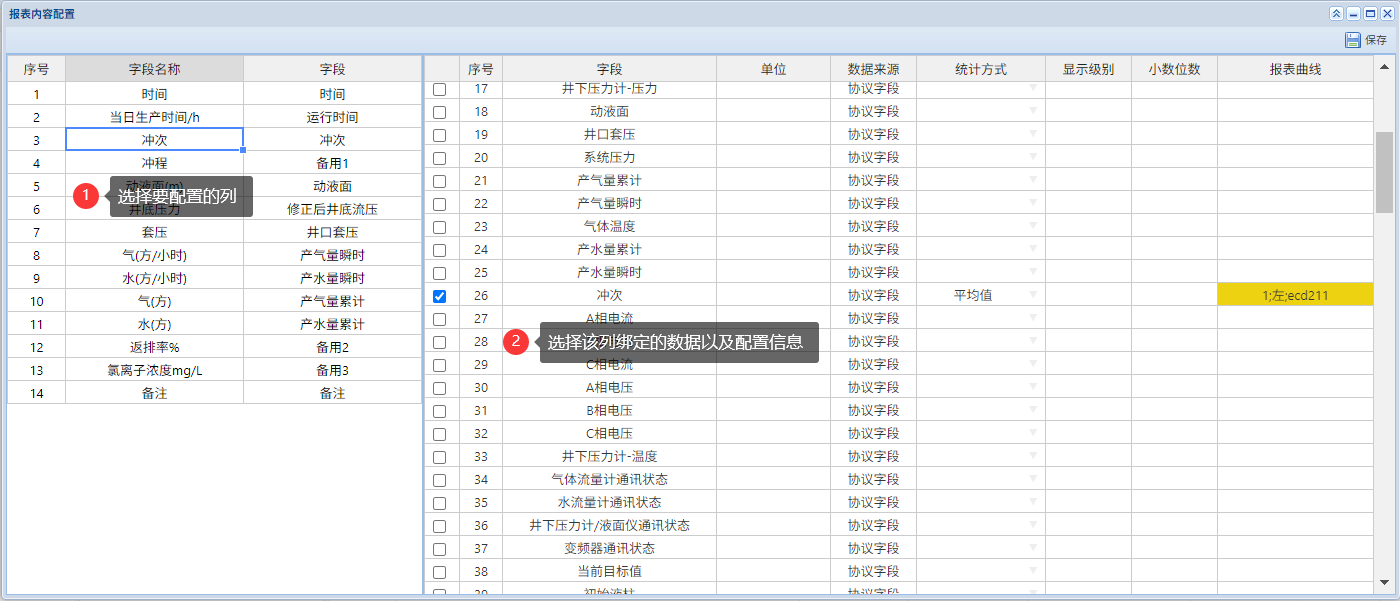 报表内容配置
保存
序号 字段名称 字段
1 时间 时间
2 当日生产时间/h 运行时间
3 冲次 冲次
4 冲程 备用1
5 动液面(m) 动液面
1 选择要配置的列
6 井底压力 修正后井底流压
7 套压 井口套压
8 气(方/小时) 产气量瞬时
9 水(方/小时) 产水量瞬时
10 气(方) 产气量累计
11 水(方) 产水量累计
12 返排率% 备用2
13 氯离子浓度mg/L 备用3
14 备注 备注
序号 字段 单位 数据来源 统计方式 显示级别 小数位数 报表曲线
17 井下压力计-压力 协议字段
18 动液面 协议字段
19 井口套压 协议字段
20 系统压力 协议字段
21 产气量累计 协议字段
22 产气量瞬时 协议字段
23 气体温度 协议字段
24 产水量累计 协议字段
25 产水量瞬时 协议字段
26 冲次 协议字段 平均值 1;左;ecd211
27 A相电流 协议字段
28 协议字段
2 选择该列绑定的数据以及配置信息
29 C相电流 协议字段
30 A相电压 协议字段
31 B相电压 协议字段
32 C相电压 协议字段
33 井下压力计-温度 协议字段
34 气体流量计通讯状态 协议字段
35 水流量计通讯状态 协议字段
36 井下压力计/液面仪通讯状态 协议字段
37 变频器通讯状态 协议字段
38 当前目标值 协议字段